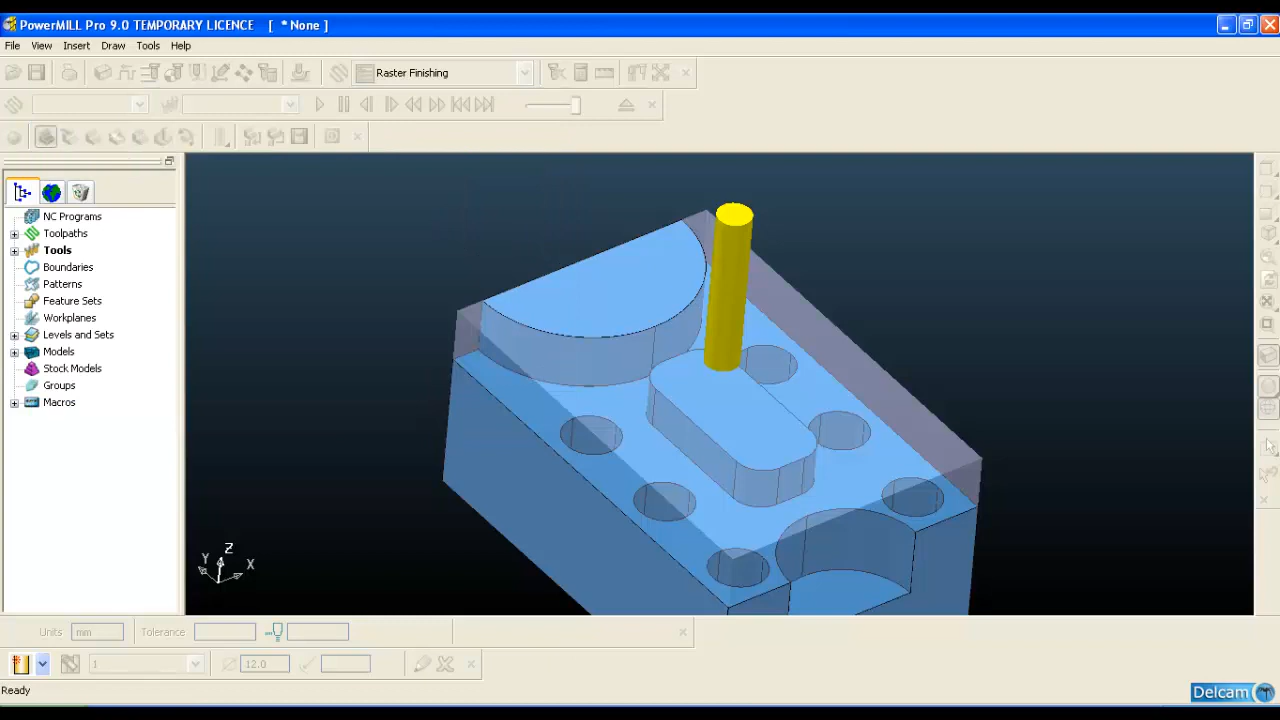 PowerMILL Pro 9.0 TEMPORARY LICENCE    [  * None ]
File View Insert Draw Tools Help
Raster Finishing
NC Programs
Toolpaths
Tools
Boundaries
Patterns
Feature Sets
Workplanes
Levels and Sets
Models
Stock Models
Groups
Macros
Z
Y X
Units mm Tolerance
1 12.0
Ready Delcam